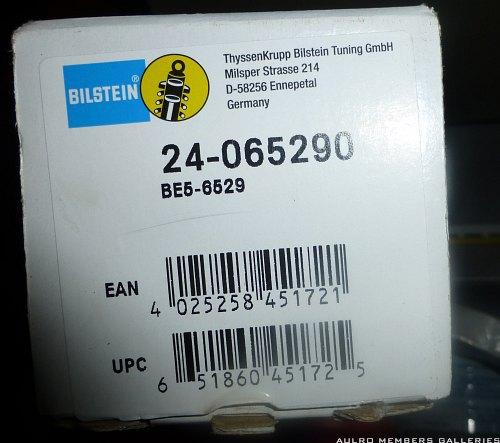 BILSTEIN®
ThyssenKrupp Bilstein Tuning GmbH
Milsper Strasse 214
D-58256 Ennepetal
Germany
24-065290
BE5-6529
EAN
4 025258 451721
UPC
6 51860 45172 5
AULRO MEMBERS GALLERIES